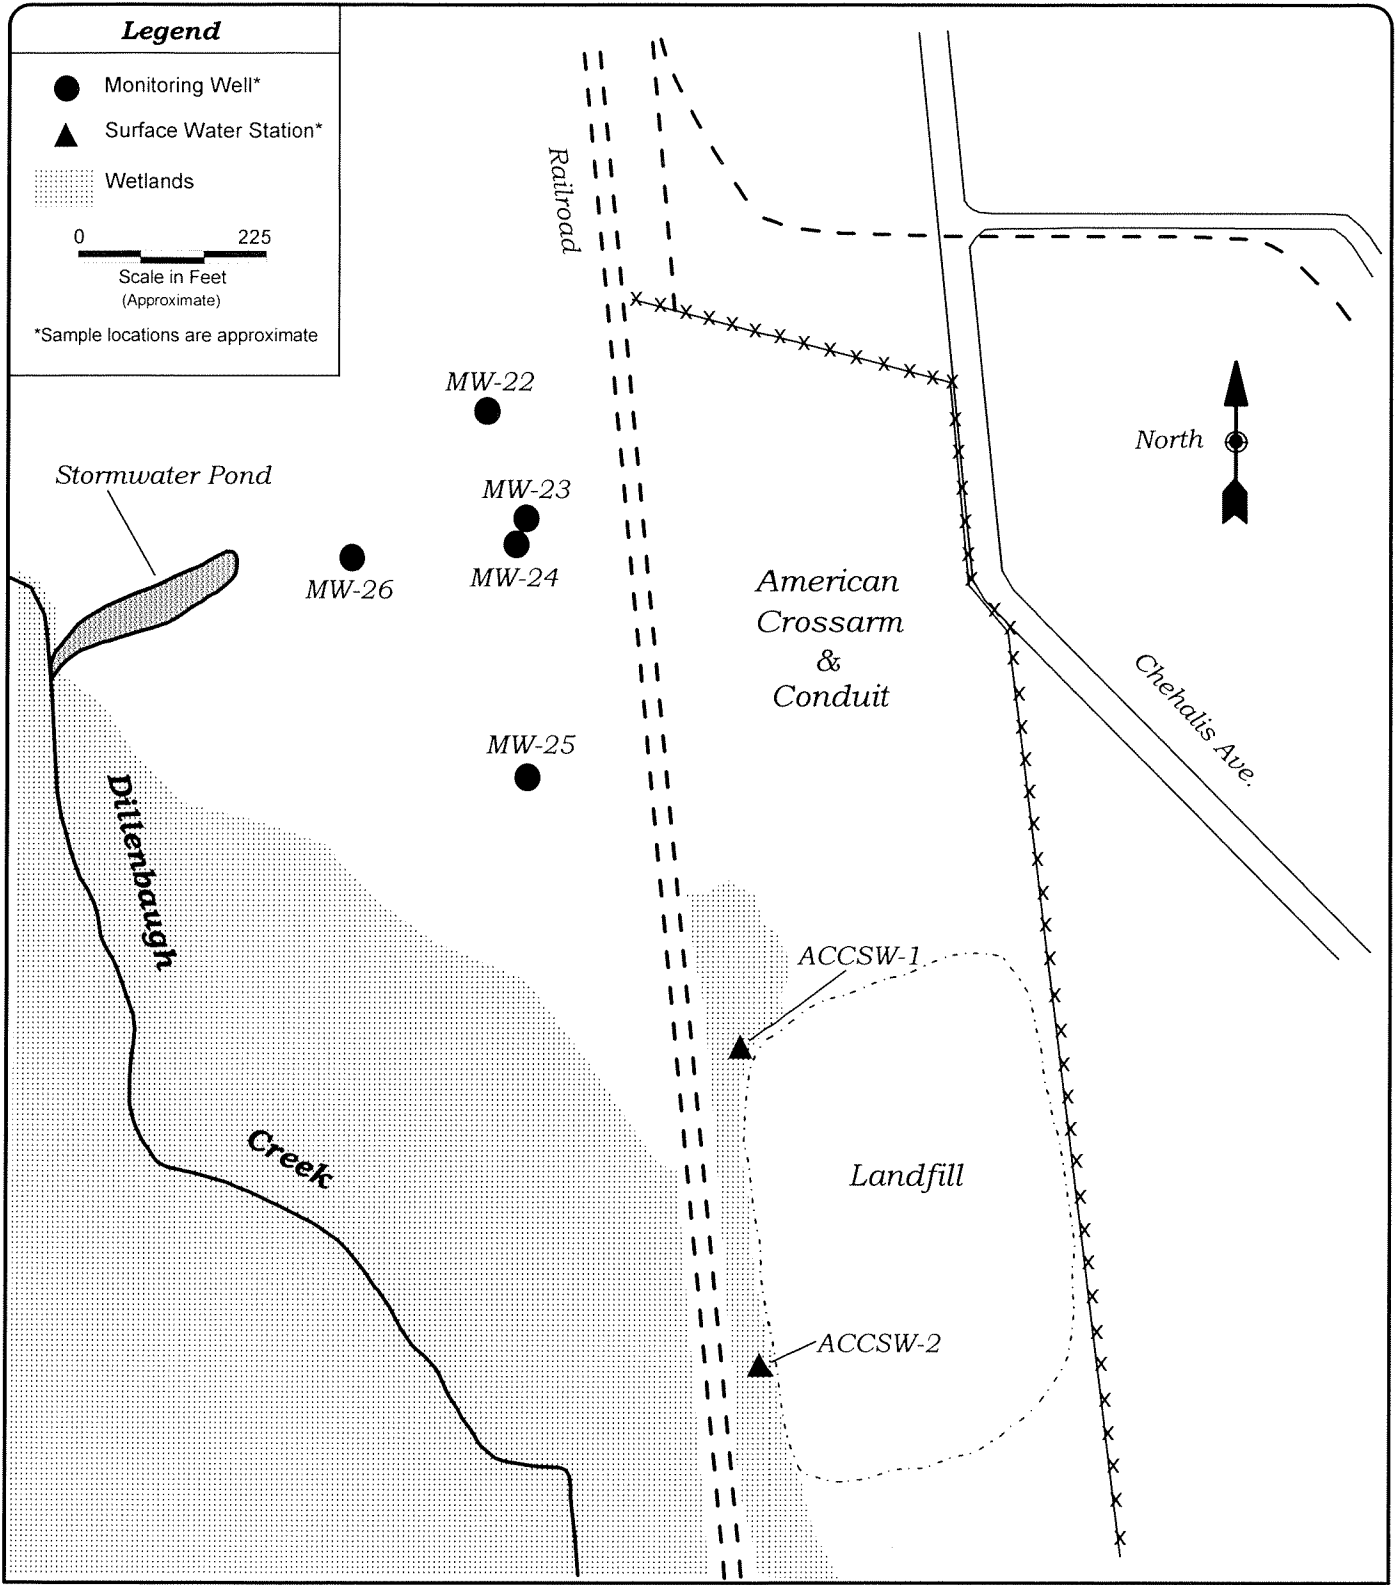 Legend
Monitoring Well*
Surface Water Station*
Wetlands
0 225
Scale in Feet
(Approximate)
*Sample locations are approximate
Railroad
MW-22
North
Stormwater Pond
MW-23
MW-26
MW-24
American
Crossarm
&
Conduit
Chehalis Ave.
MW-25
Dillenbaugh
Creek
ACCSW-1
Landfill
ACCSW-2